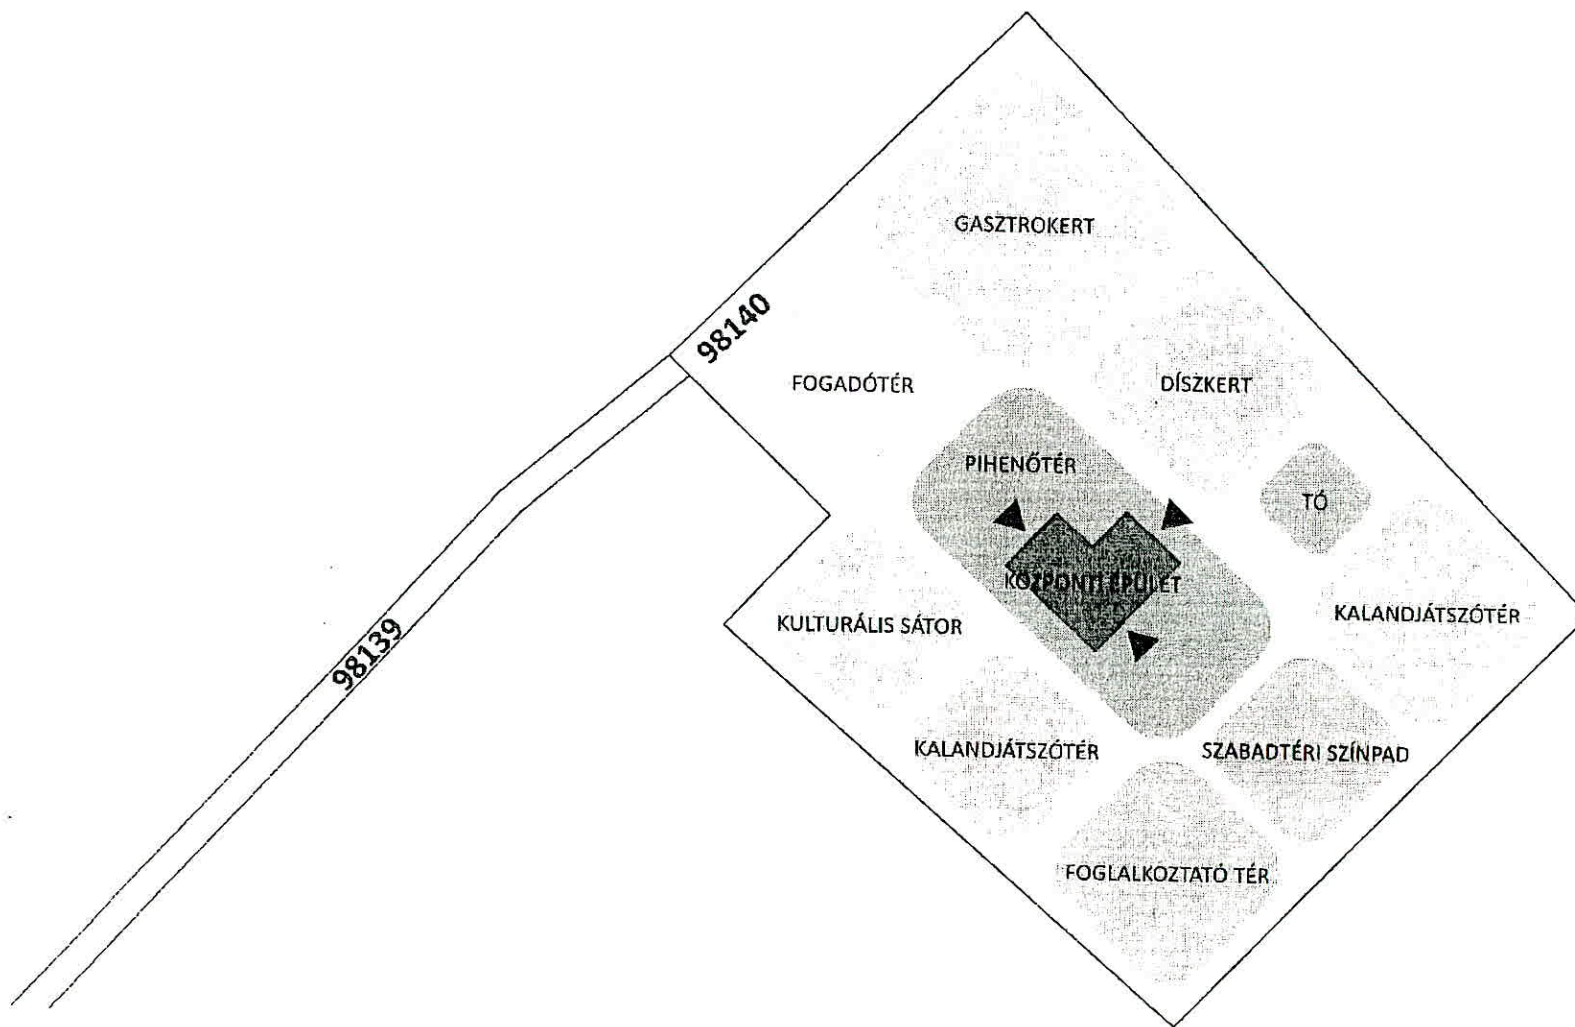 GASZTROKERT
98140
FOGADÓTÉR
DÍSZKERT
PIHENŐTÉR
TÓ
KÖZPONTI ÉPÜLET
KALANDJÁTSZÓTÉR
KULTURÁLIS SÁTOR
98139
KALANDJÁTSZÓTÉR
SZABADTÉRI SZÍNPAD
FOGLALKOZTATÓ TÉR